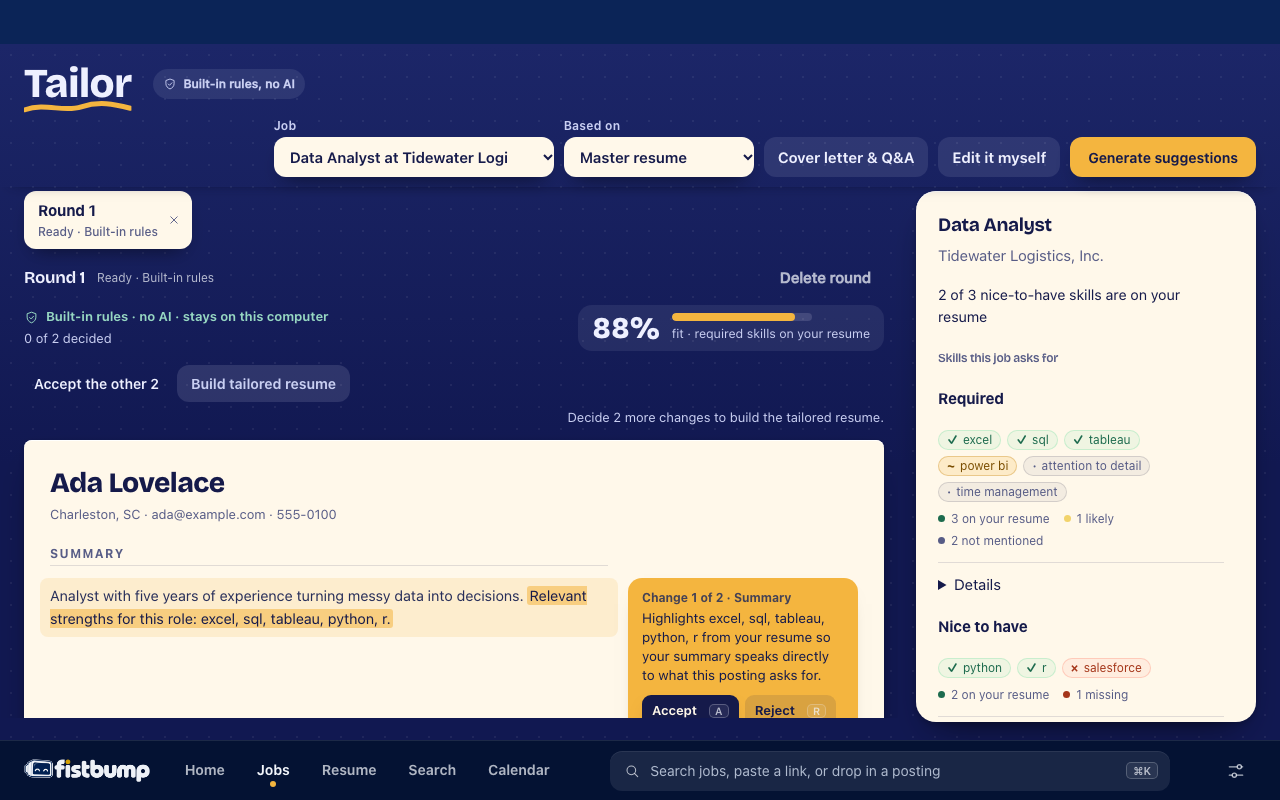 Tailor
Built-in rules, no AI
Job
Based on
Data Analyst at Tidewater Logi
Master resume
Cover letter & Q&A
Edit it myself
Generate suggestions
Round 1
Ready · Built-in rules
Round 1
Ready · Built-in rules
Delete round
Built-in rules · no AI · stays on this computer
0 of 2 decided
88%
fit · required skills on your resume
Accept the other 2
Build tailored resume
Decide 2 more changes to build the tailored resume.
Ada Lovelace
Charleston, SC · ada@example.com · 555-0100
SUMMARY
Analyst with five years of experience turning messy data into decisions. Relevant
strengths for this role: excel, sql, tableau, python, r.
Change 1 of 2 · Summary
Highlights excel, sql, tableau,
python, r from your resume so
your summary speaks directly
to what this posting asks for.
Accept A
Reject R
Data Analyst
Tidewater Logistics, Inc.
2 of 3 nice-to-have skills are on your
resume
Skills this job asks for
Required
✓ excel ✓ sql ✓ tableau
~ power bi · attention to detail
· time management
3 on your resume 1 likely
2 not mentioned
Details
Nice to have
✓ python ✓ r × salesforce
2 on your resume 1 missing
fistbump
Home
Jobs
Resume
Search
Calendar
Search jobs, paste a link, or drop in a posting
⌘K